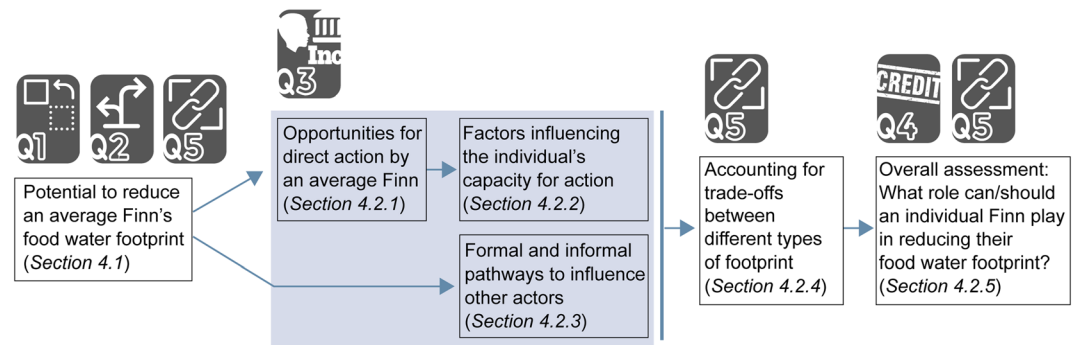 Q1
Q2
Q5
Potential to reduce
an average Finn's
food water footprint
(Section 4.1)
Inc
Q3
Opportunities for
direct action by
an average Finn
(Section 4.2.1)
Factors influencing
the individual's
capacity for action
(Section 4.2.2)
Formal and informal
pathways to influence
other actors
(Section 4.2.3)
Q5
Accounting for
trade-offs
between
different types
of footprint
(Section 4.2.4)
CREDIT
Q4
Q5
Overall assessment:
What role can/should
an individual Finn play
in reducing their
food water footprint?
(Section 4.2.5)